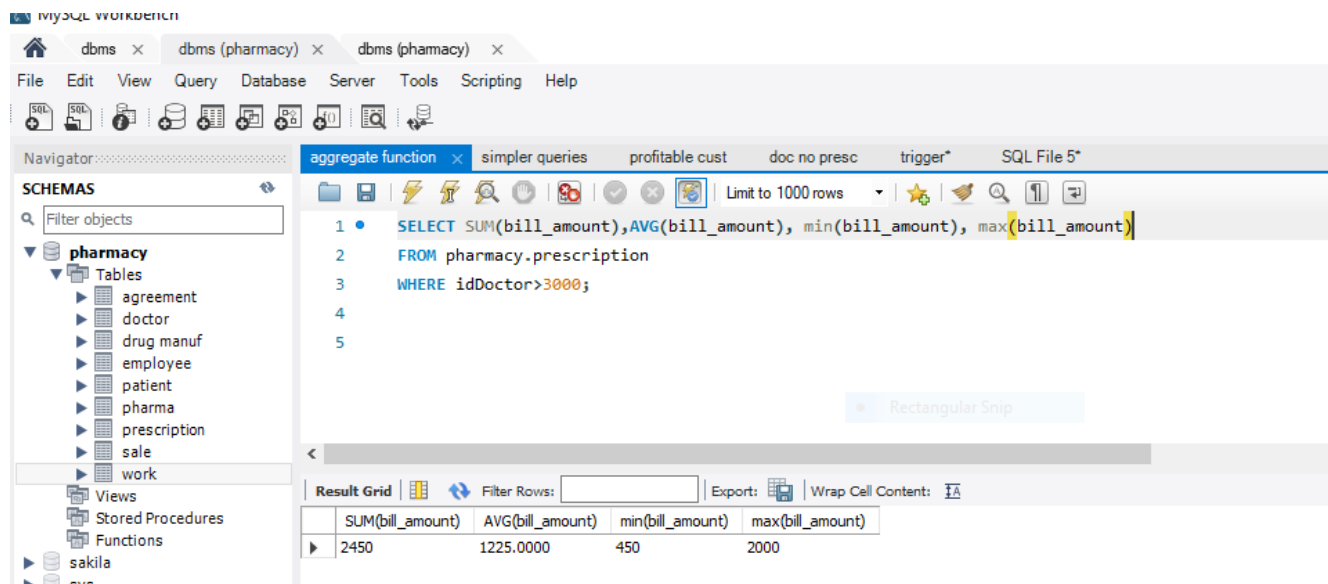 MySQL Workbench
dbms × dbms (pharmacy) × dbms (pharmacy) ×
File Edit View Query Database Server Tools Scripting Help
Navigator
SCHEMAS
Filter objects
pharmacy
Tables
agreement
doctor
drug manuf
employee
patient
pharma
prescription
sale
work
Views
Stored Procedures
Functions
sakila
sys
aggregate function × simpler queries profitable cust doc no presc trigger* SQL File 5*
Limit to 1000 rows
1 SELECT SUM(bill_amount),AVG(bill_amount), min(bill_amount), max(bill_amount)
2 FROM pharmacy.prescription
3 WHERE idDoctor>3000;
4
5
Rectangular Snip
Result Grid Filter Rows: Export: Wrap Cell Content: IA
SUM(bill_amount) AVG(bill_amount) min(bill_amount) max(bill_amount)
2450 1225.0000 450 2000